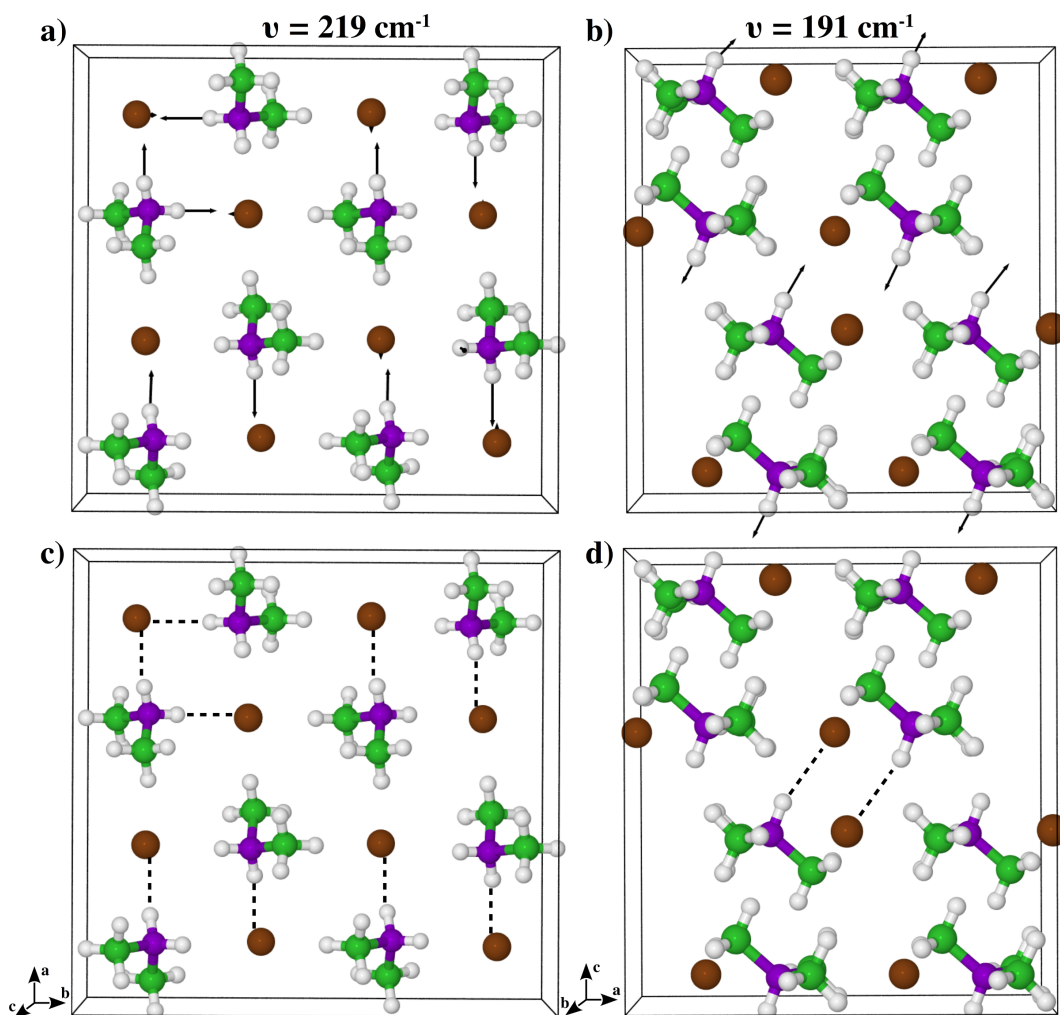 a) υ = 219 cm⁻¹
b) υ = 191 cm⁻¹
c)
d)
a
c b
c
b a